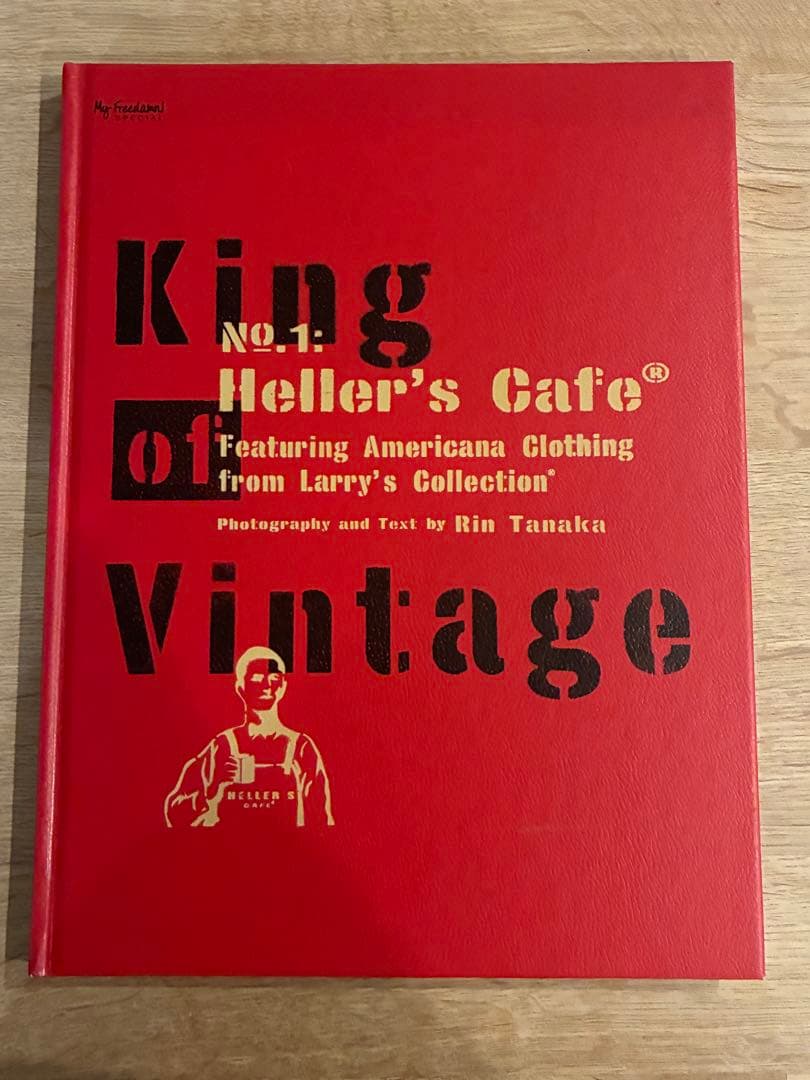 My Freedamn!
SPECIAL
King
No.1:
Heller's Cafe®
of
Featuring Americana Clothing
from Larry's Collection®
Photography and Text by Rin Tanaka
Vintage
HELLER'S
CAFE®